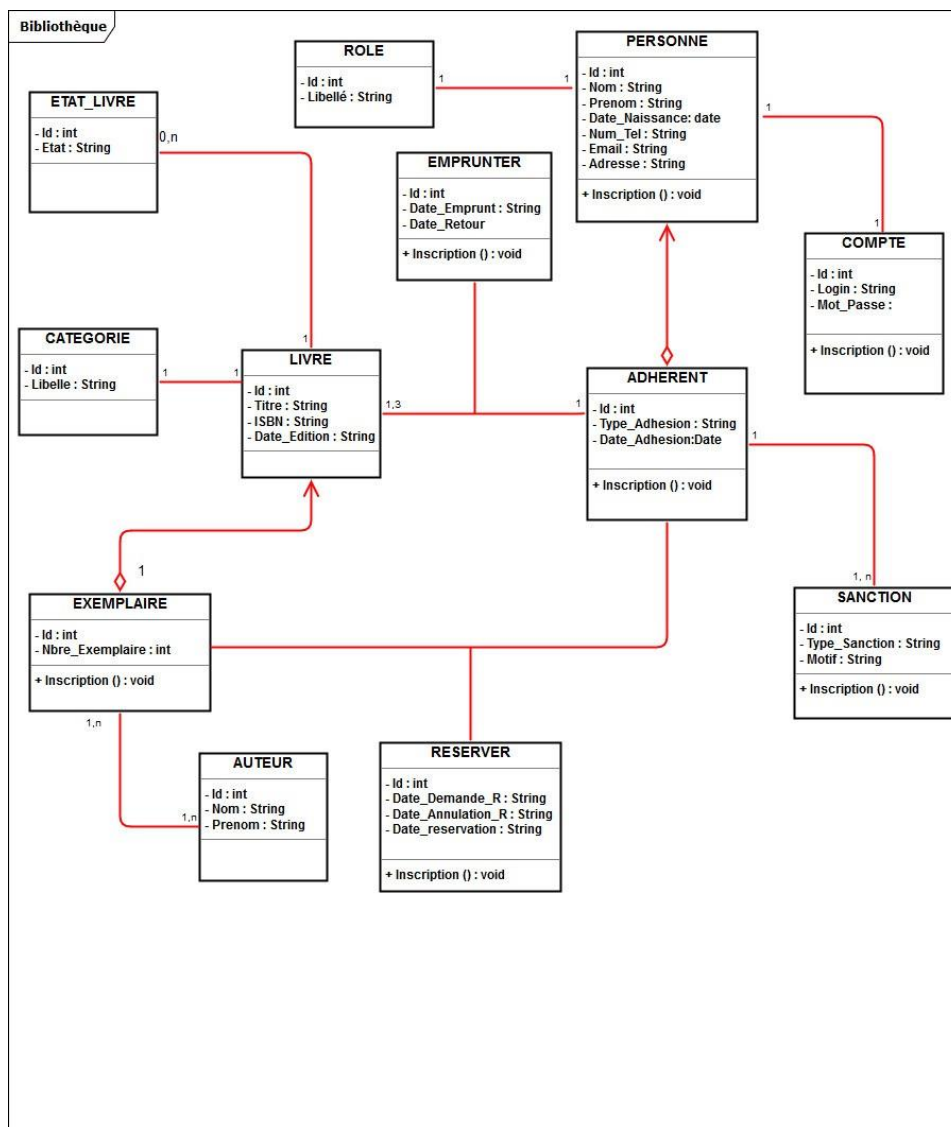 Bibliothèque
ROLE
- Id : int
- Libellé : String
PERSONNE
- Id : int
- Nom : String
- Prenom : String
- Date_Naissance: date
- Num_Tel : String
- Email : String
- Adresse : String
+ Inscription () : void
1
1
1
ETAT_LIVRE
- Id : int
- Etat : String
0,n
EMPRUNTER
- Id : int
- Date_Emprunt : String
- Date_Retour
+ Inscription () : void
1
COMPTE
- Id : int
- Login : String
- Mot_Passe :
+ Inscription () : void
CATEGORIE
- Id : int
- Libelle : String
1
1
1
LIVRE
- Id : int
- Titre : String
- ISBN : String
- Date_Edition : String
1,3
1
ADHERENT
- Id : int
- Type_Adhesion : String
- Date_Adhesion:Date
+ Inscription () : void
1
1
EXEMPLAIRE
- Id : int
- Nbre_Exemplaire : int
+ Inscription () : void
1, n
SANCTION
- Id : int
- Type_Sanction : String
- Motif : String
+ Inscription () : void
1,n
1,n
AUTEUR
- Id : int
- Nom : String
- Prenom : String
RESERVER
- Id : int
- Date_Demande_R : String
- Date_Annulation_R : String
- Date_reservation : String
+ Inscription () : void